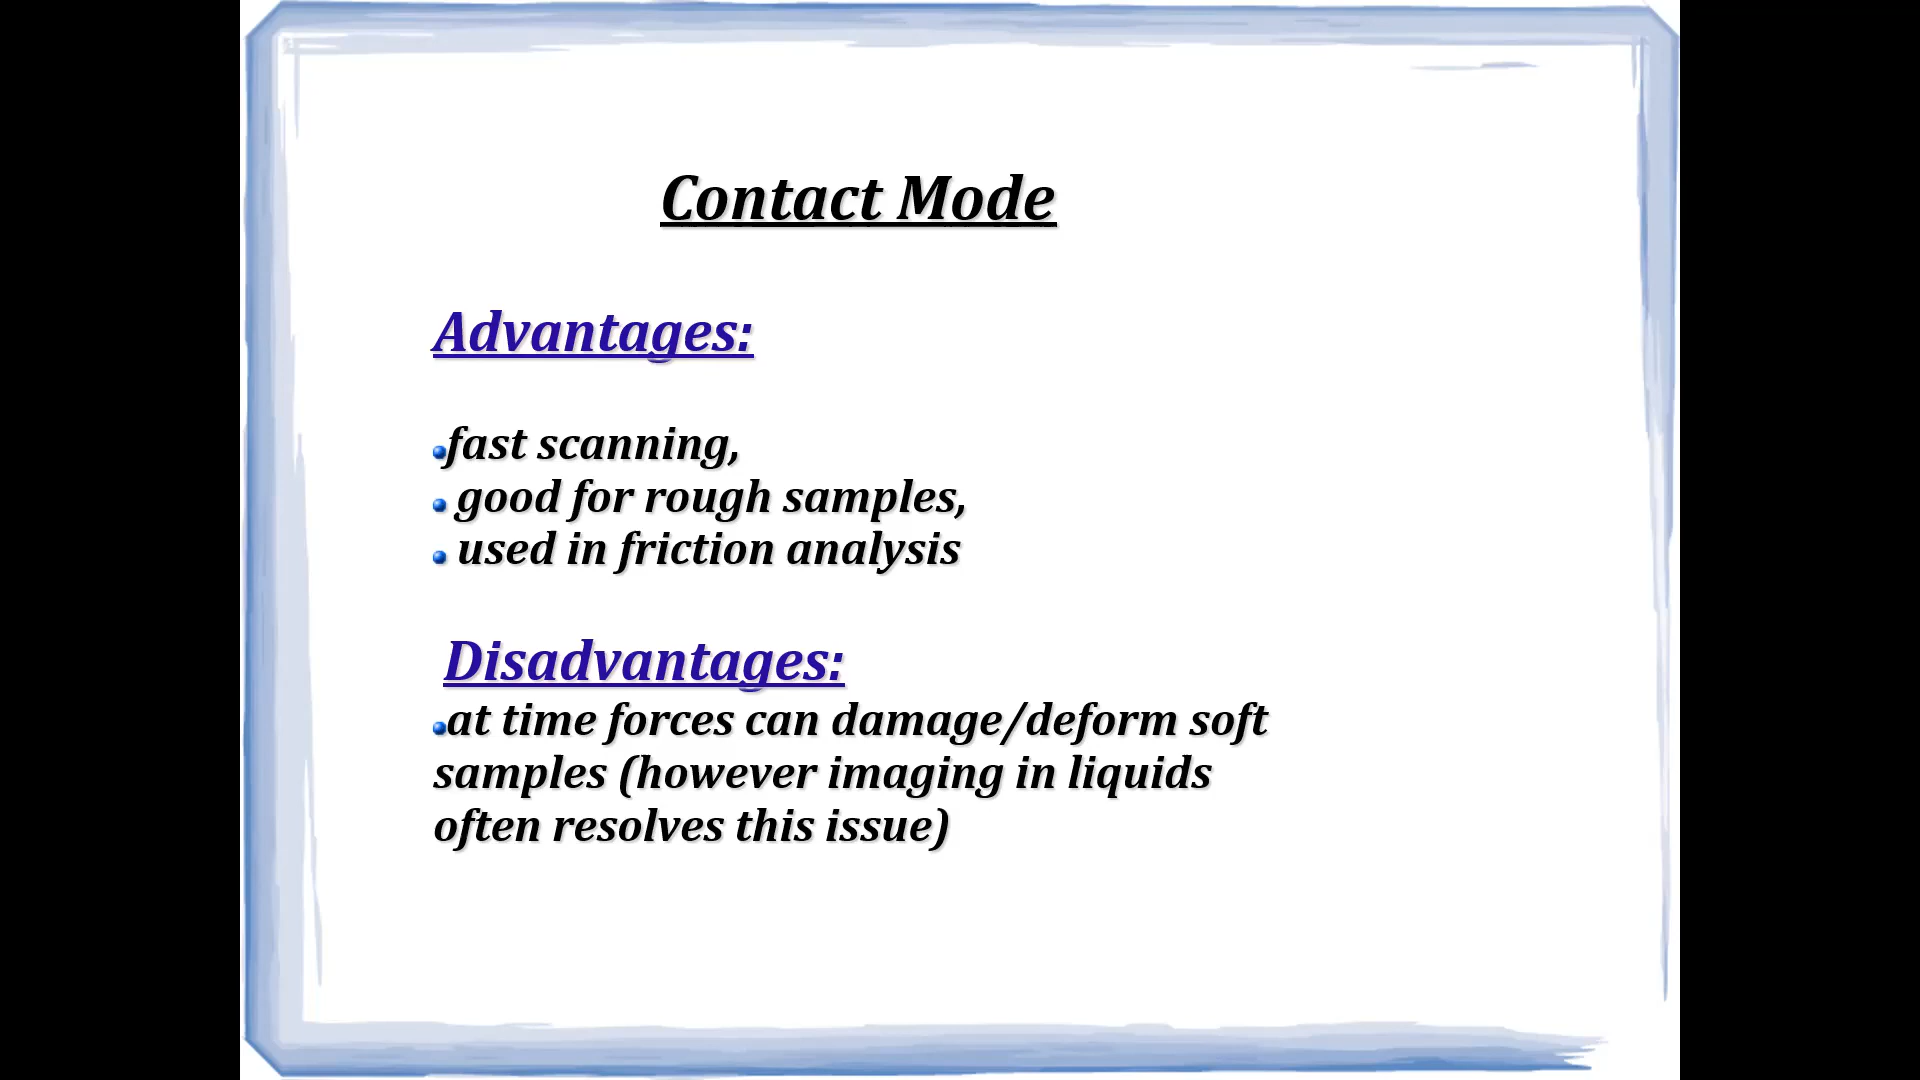 Contact Mode
Advantages:
fast scanning,
good for rough samples,
used in friction analysis
Disadvantages:
at time forces can damage/deform soft
samples (however imaging in liquids
often resolves this issue)